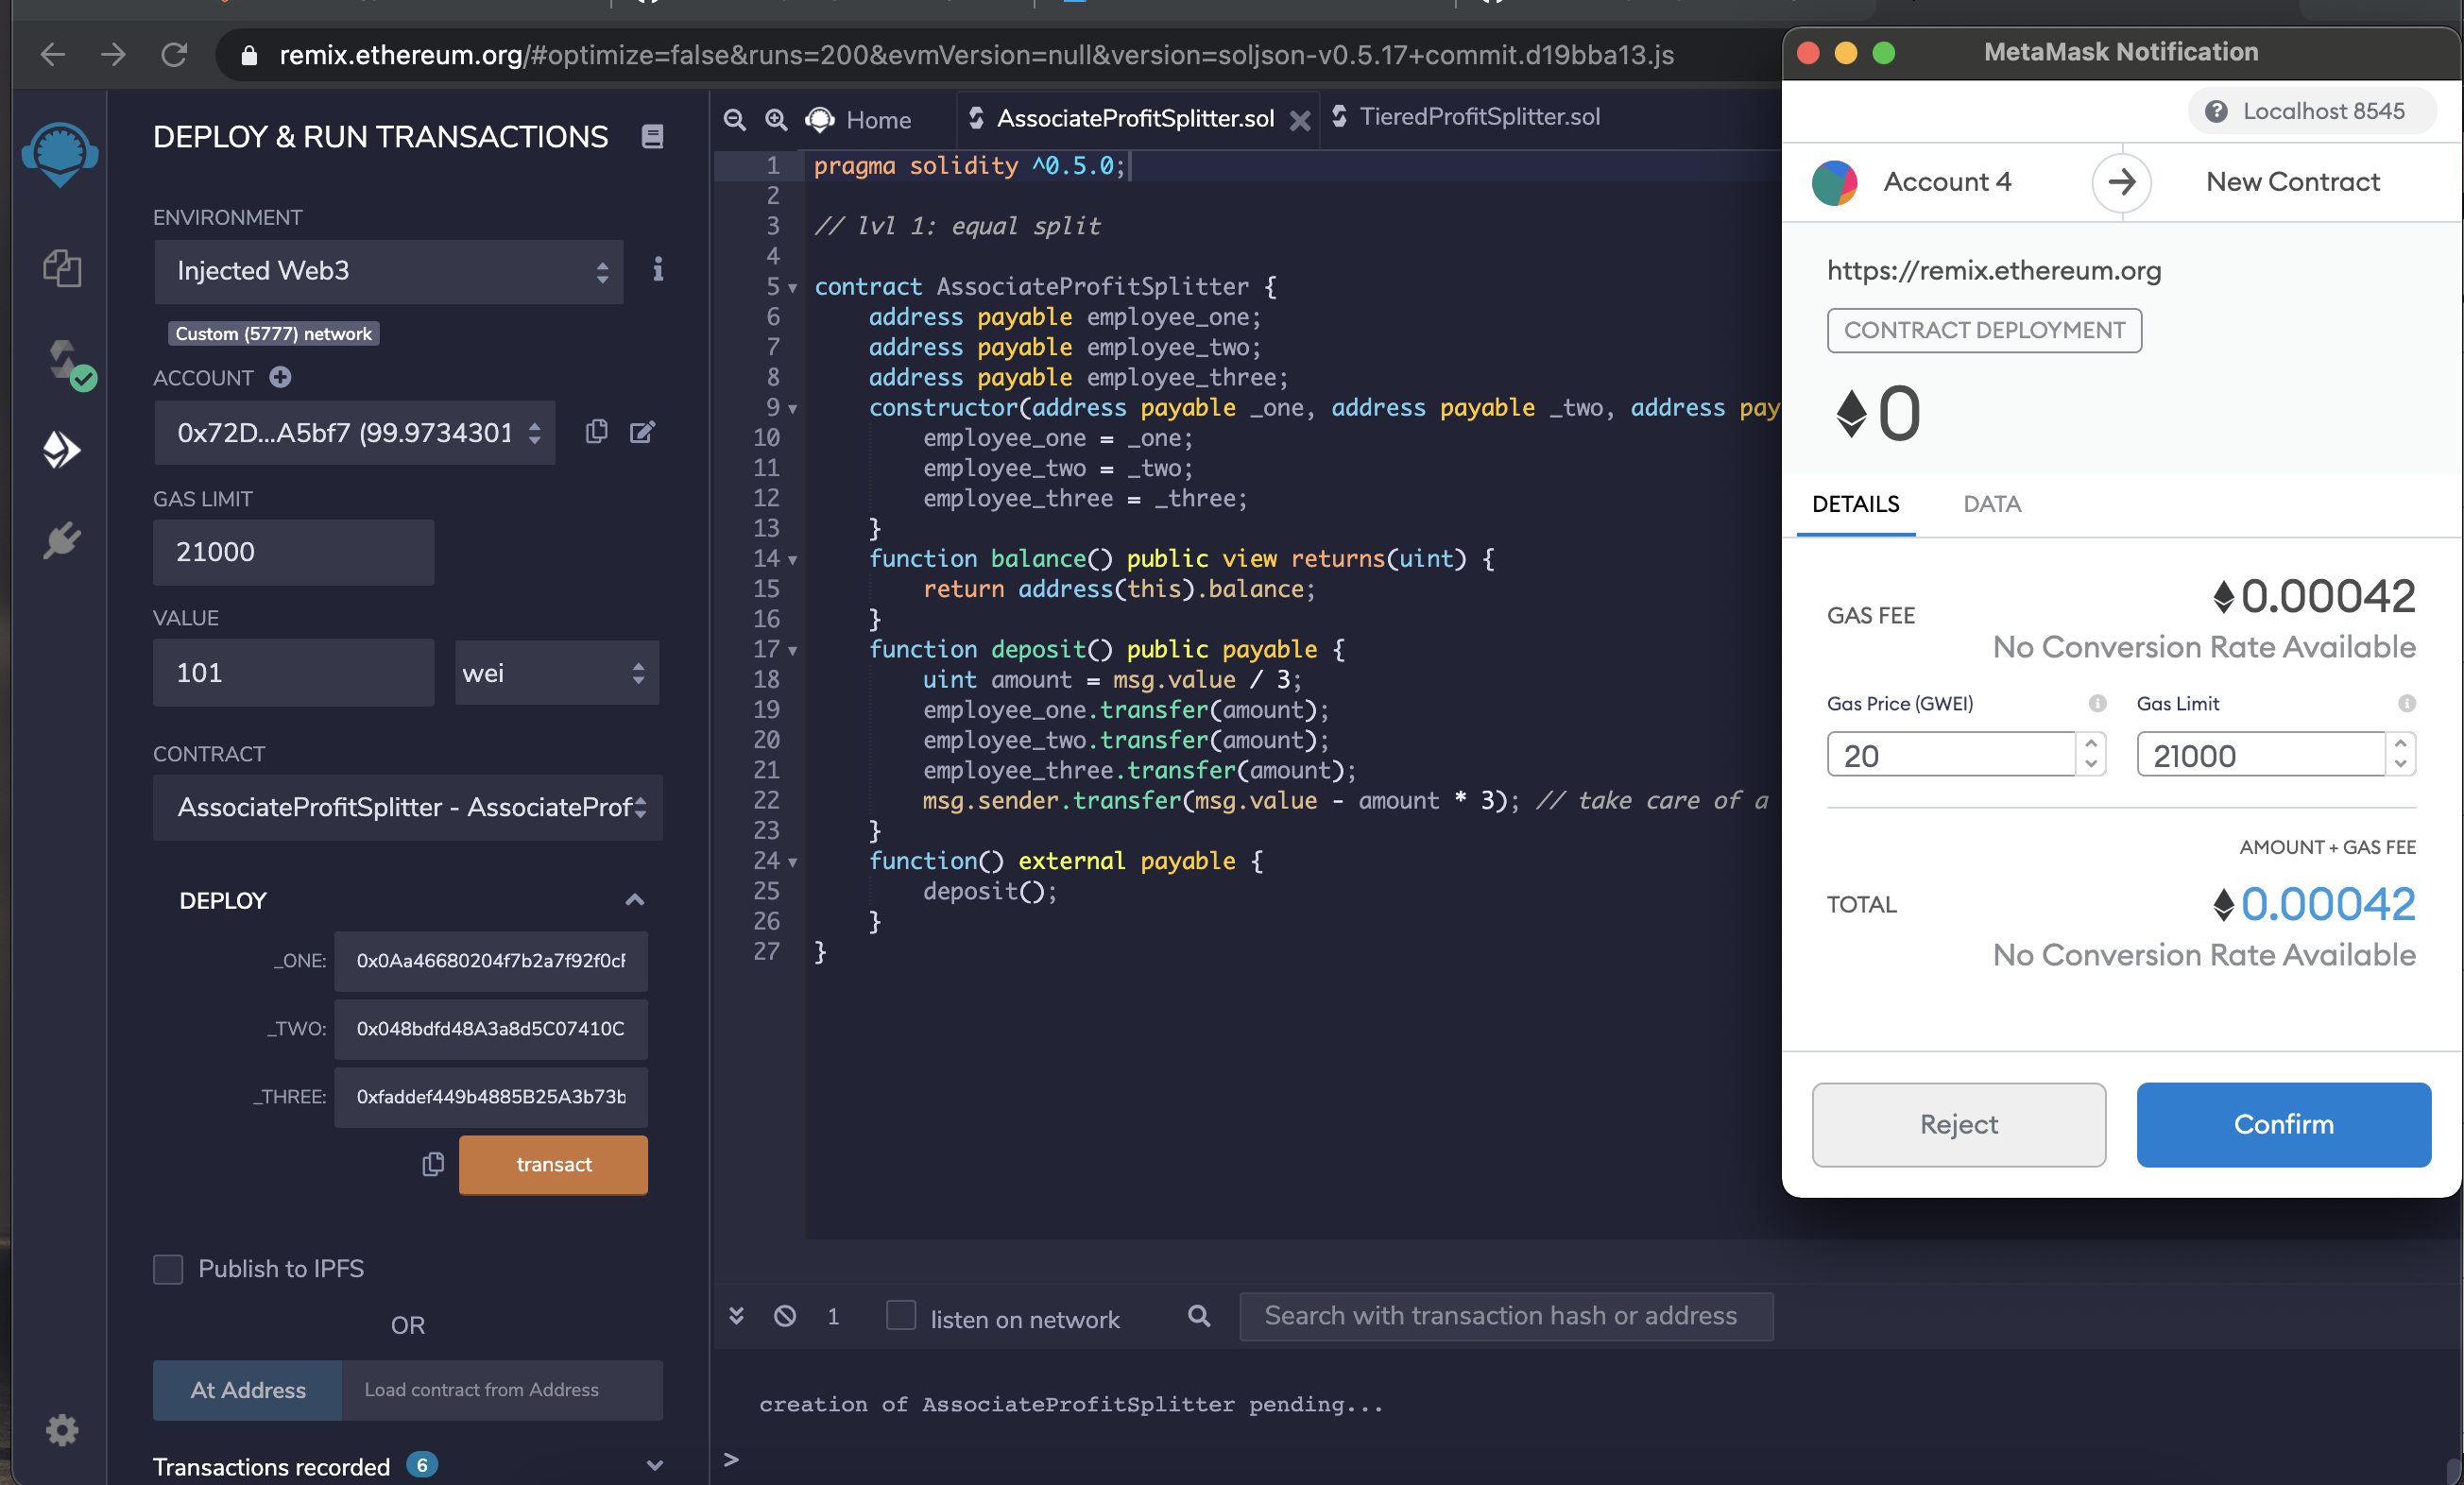 remix.ethereum.org/#optimize=false&runs=200&evmVersion=null&version=soljson-v0.5.17+commit.d19bba13.js
DEPLOY & RUN TRANSACTIONS
ENVIRONMENT
Injected Web3
Custom (5777) network
ACCOUNT
0x72D...A5bf7 (99.9734301
GAS LIMIT
21000
VALUE
101
wei
CONTRACT
AssociateProfitSplitter - AssociateProf
DEPLOY
_ONE: 0x0Aa46680204f7b2a7f92f0cF
_TWO: 0x048bdfd48A3a8d5C07410C
_THREE: 0xfaddef449b4885B25A3b73b
transact
Publish to IPFS
OR
At Address
Load contract from Address
Transactions recorded 6
Home
AssociateProfitSplitter.sol
TieredProfitSplitter.sol
1 pragma solidity ^0.5.0;
2
3 // lvl 1: equal split
4
5 contract AssociateProfitSplitter {
6 address payable employee_one;
7 address payable employee_two;
8 address payable employee_three;
9 constructor(address payable _one, address payable _two, address pay
10 employee_one = _one;
11 employee_two = _two;
12 employee_three = _three;
13 }
14 function balance() public view returns(uint) {
15 return address(this).balance;
16 }
17 function deposit() public payable {
18 uint amount = msg.value / 3;
19 employee_one.transfer(amount);
20 employee_two.transfer(amount);
21 employee_three.transfer(amount);
22 msg.sender.transfer(msg.value - amount * 3); // take care of a
23 }
24 function() external payable {
25 deposit();
26 }
27 }
1
listen on network
Search with transaction hash or address
creation of AssociateProfitSplitter pending...
>
MetaMask Notification
Localhost 8545
Account 4
New Contract
https://remix.ethereum.org
CONTRACT DEPLOYMENT
0
DETAILS
DATA
GAS FEE
0.00042
No Conversion Rate Available
Gas Price (GWEI)
Gas Limit
20
21000
AMOUNT + GAS FEE
TOTAL
0.00042
No Conversion Rate Available
Reject
Confirm